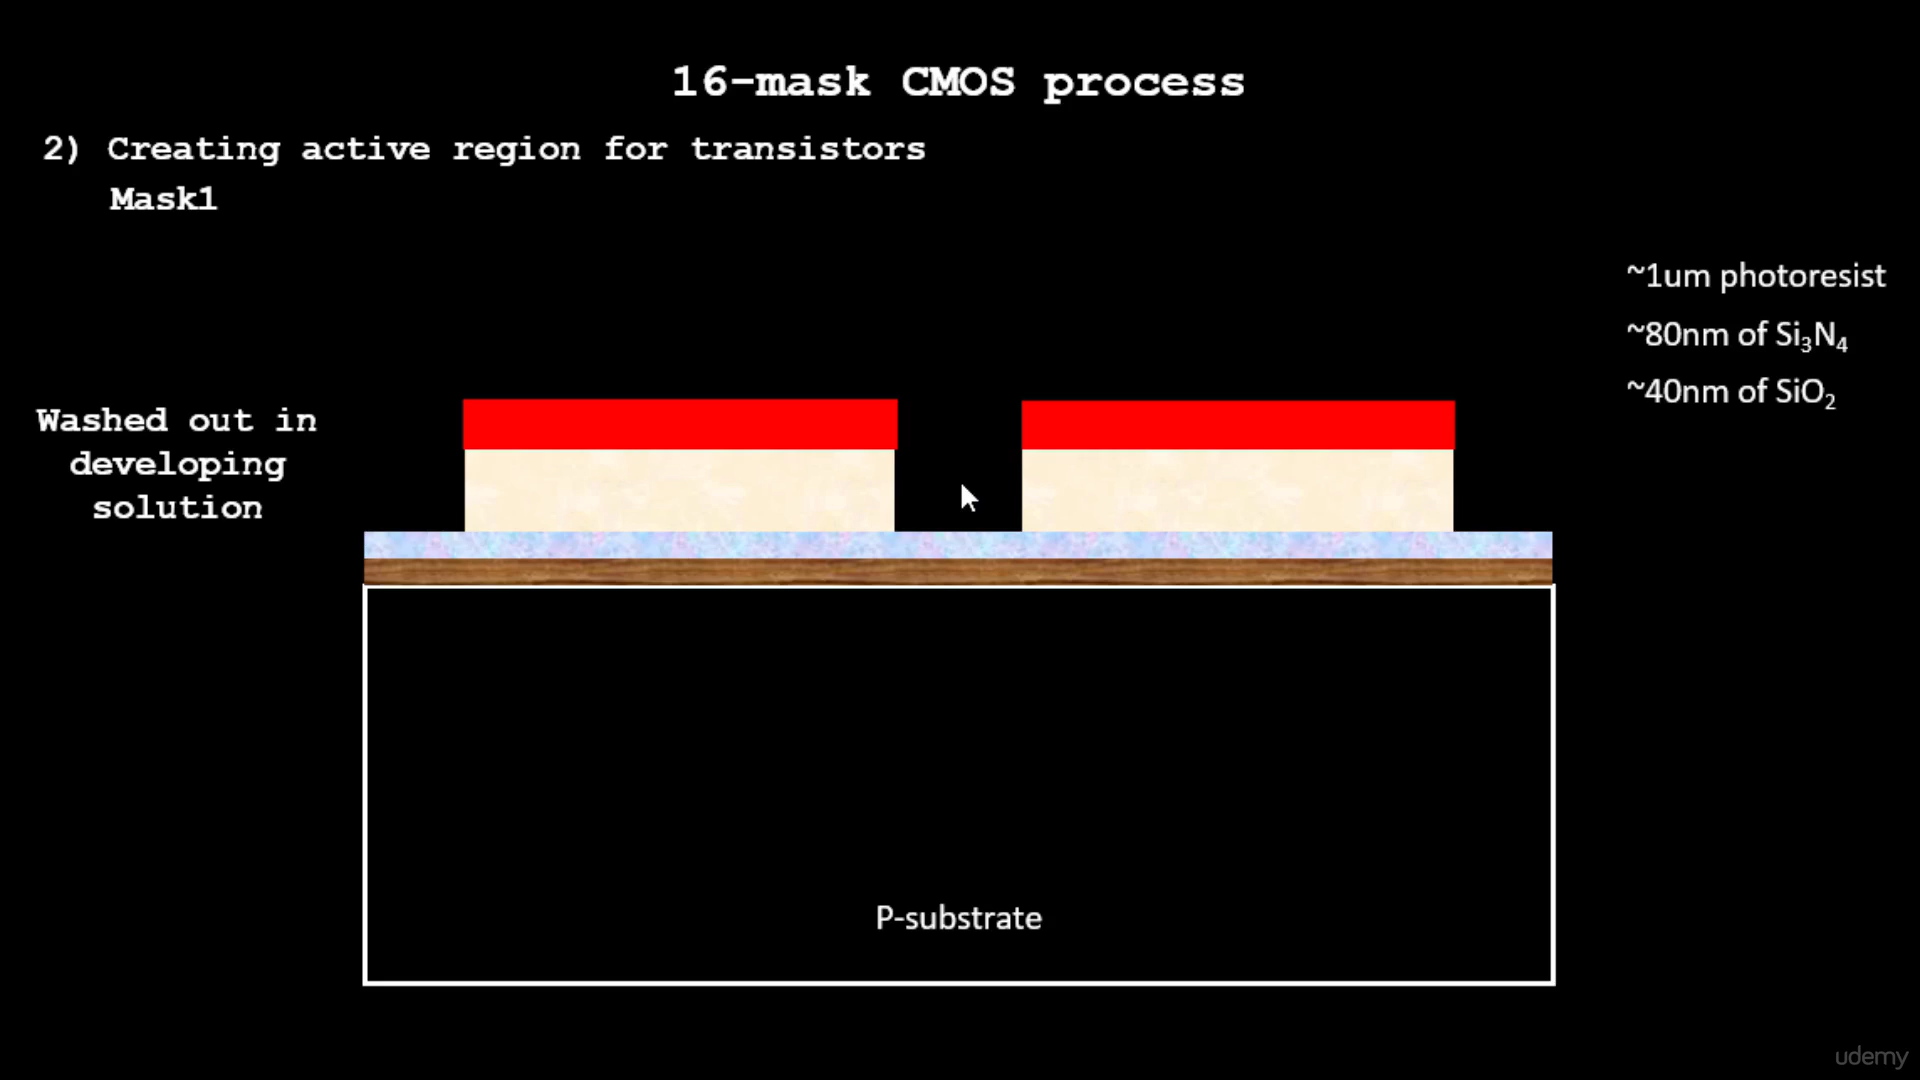 16-mask CMOS process
2) Creating active region for transistors
Mask1
~1um photoresist
~80nm of Si₃N₄
~40nm of SiO₂
Washed out in
developing
solution
P-substrate
udemy